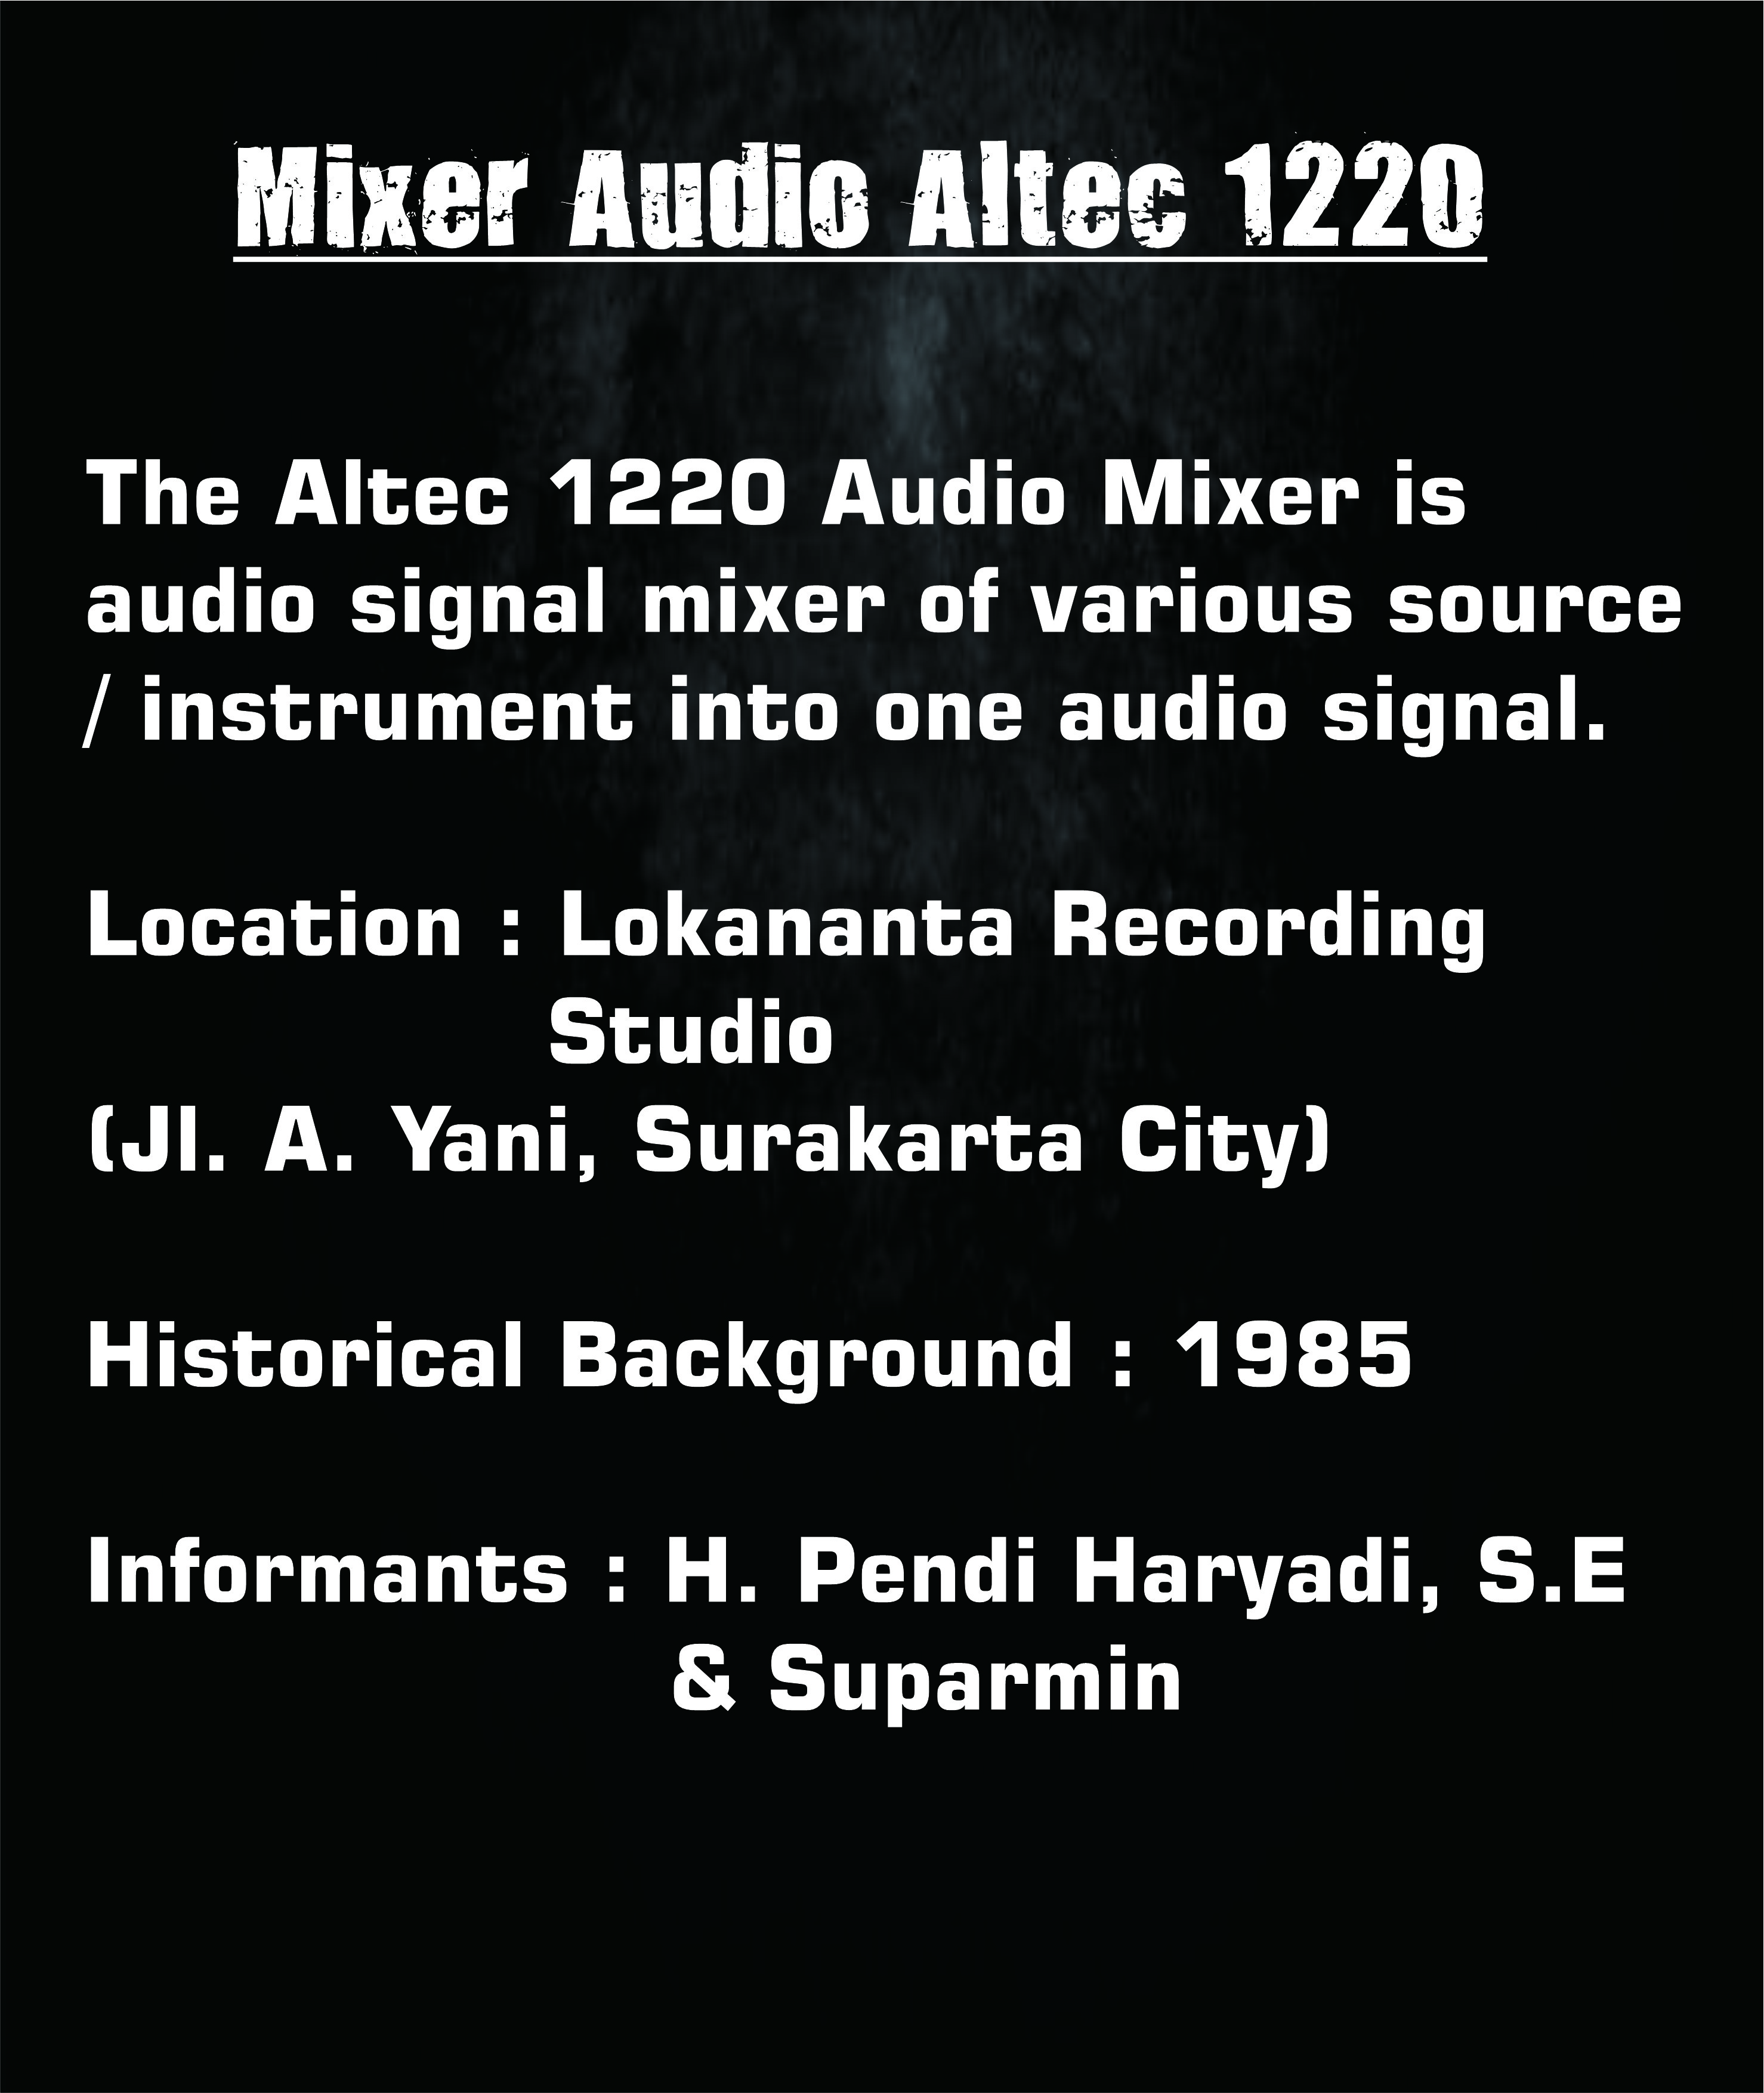 Mixer Audio Altec 1220
The Altec 1220 Audio Mixer is
audio signal mixer of various source
/ instrument into one audio signal.
Location : Lokananta Recording
Studio
(Jl. A. Yani, Surakarta City)
Historical Background : 1985
Informants : H. Pendi Haryadi, S.E
& Suparmin